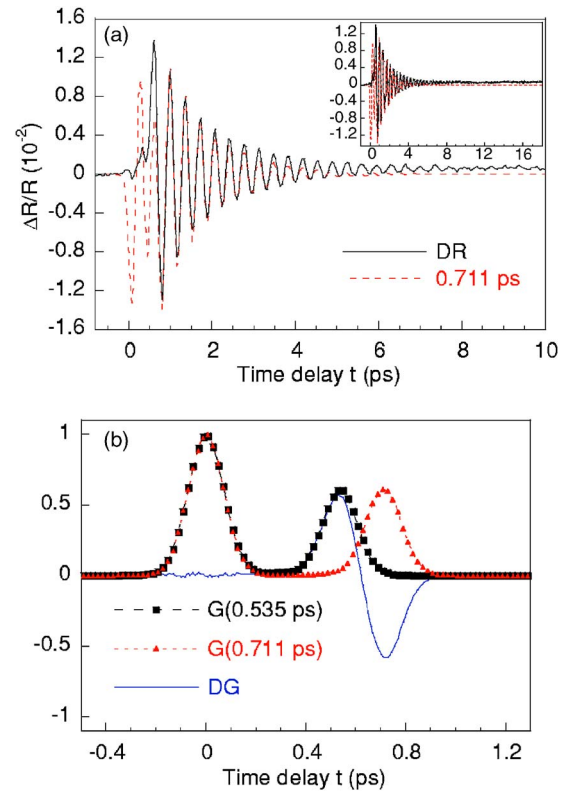 (a)
1.6
1.2
0.8
0.4
0
-0.4
-0.8
-1.2
-1.6
ΔR/R (10⁻²)
1.2
0.8
0.4
0
-0.4
-0.8
-1.2
0 4 8 12 16
DR
0.711 ps
0 2 4 6 8 10
Time delay t (ps)
(b)
1
0.5
0
-0.5
-1
G(0.535 ps)
G(0.711 ps)
DG
-0.4 0 0.4 0.8 1.2
Time delay t (ps)